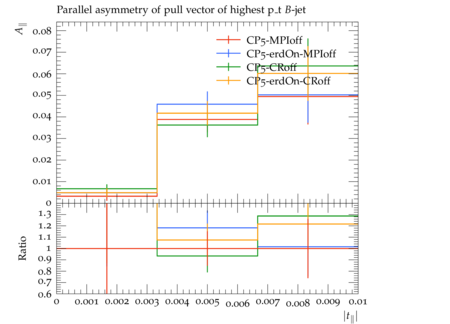 Parallel asymmetry of pull vector of highest p_t B-jet
A∥
0.08
0.07
0.06
0.05
0.04
0.03
0.02
0.01
0
CP5-MPIoff
CP5-erdOn-MPIoff
CP5-CRoff
CP5-erdOn-CRoff
Ratio
1.3
1.2
1.1
1
0.9
0.8
0.7
0.6
0 0.001 0.002 0.003 0.004 0.005 0.006 0.007 0.008 0.009 0.01
|t∥|